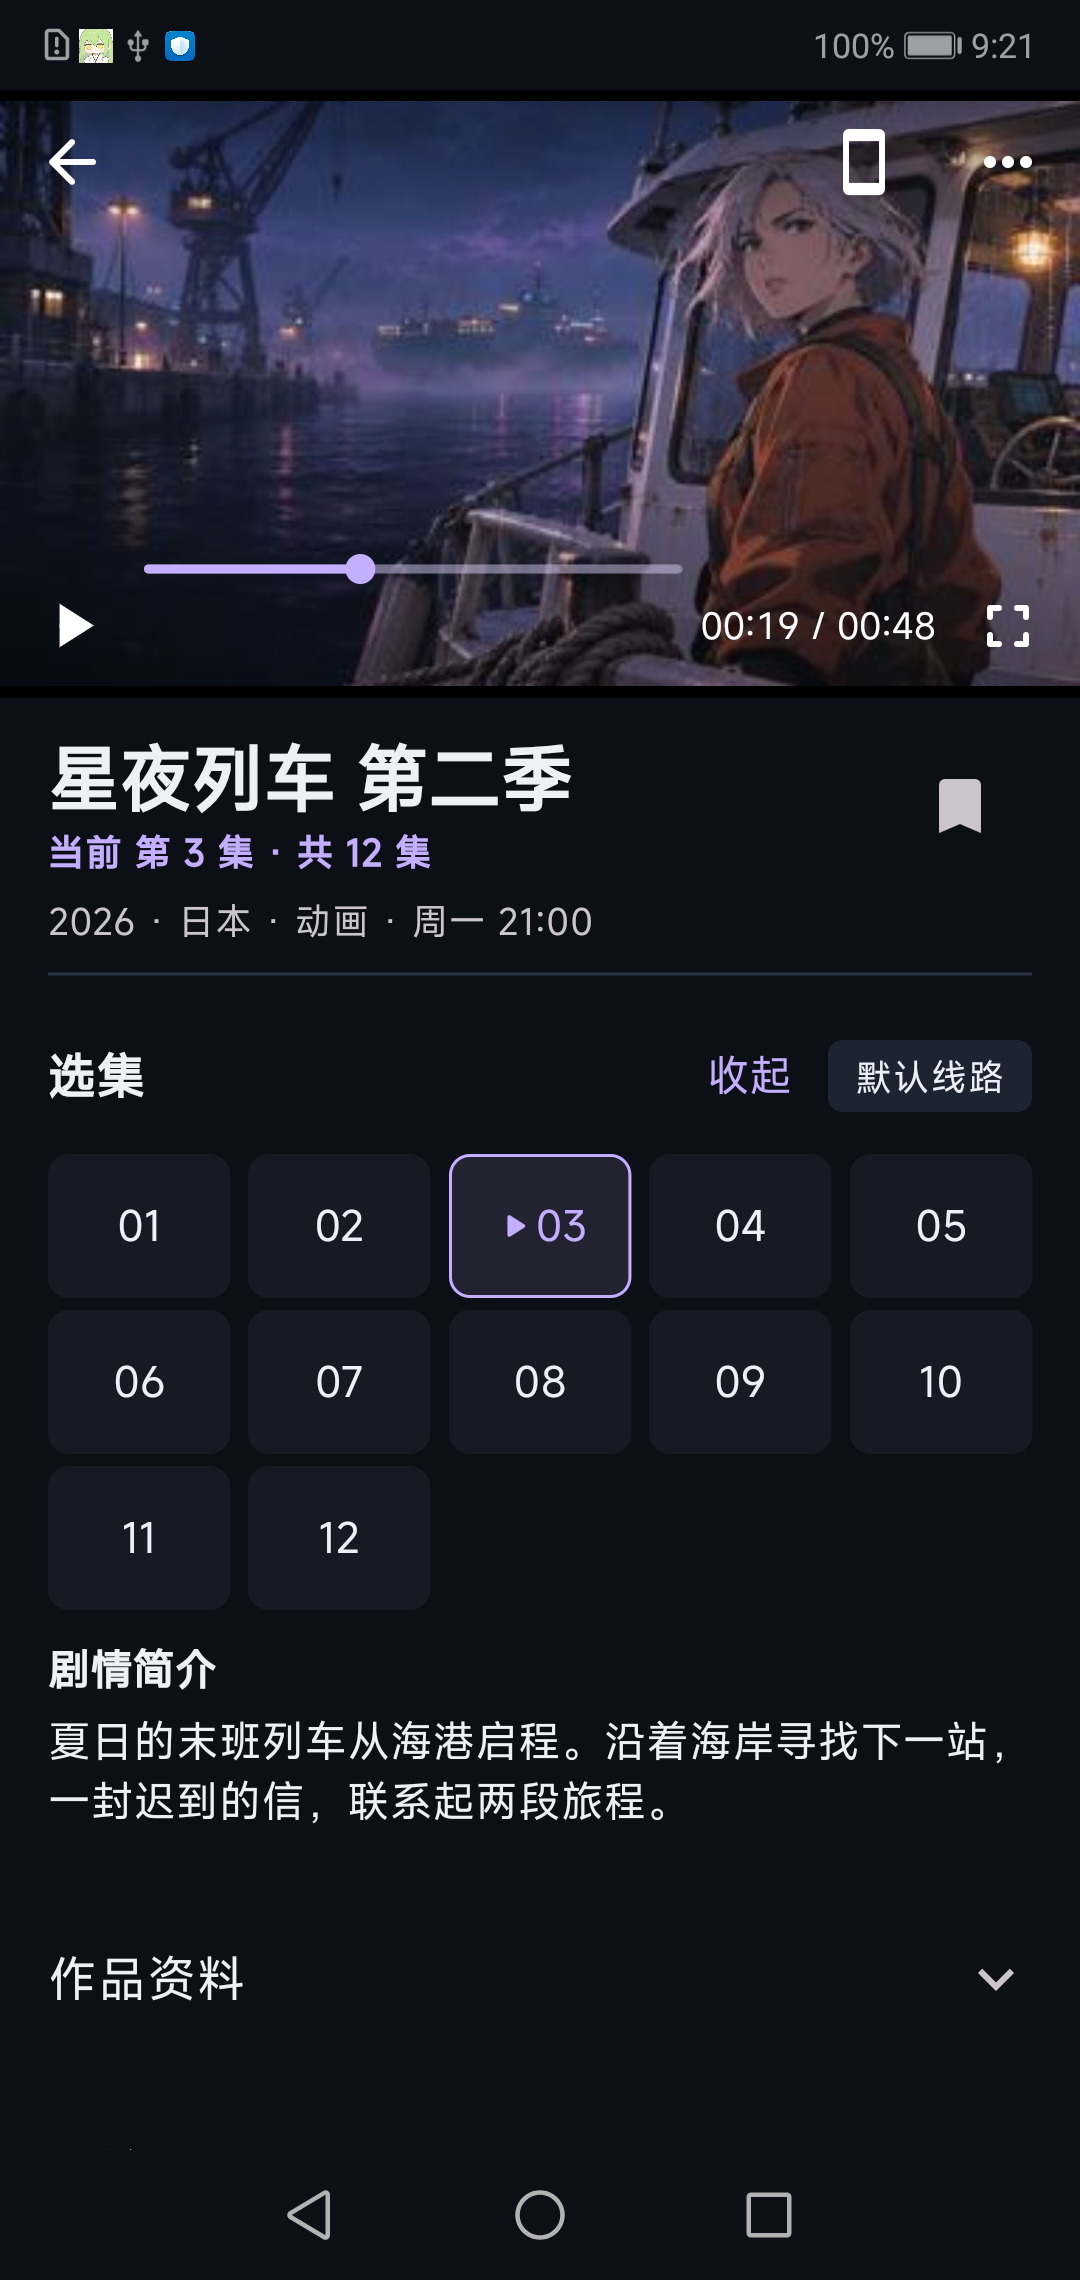 100% 9:21
00:19 / 00:48
星夜列车 第二季
当前 第 3 集 · 共 12 集
2026 · 日本 · 动画 · 周一 21:00
选集 收起 默认线路
01 02 03 04 05
06 07 08 09 10
11 12
剧情简介
夏日的末班列车从海港启程。沿着海岸寻找下一站，
一封迟到的信，联系起两段旅程。
作品资料